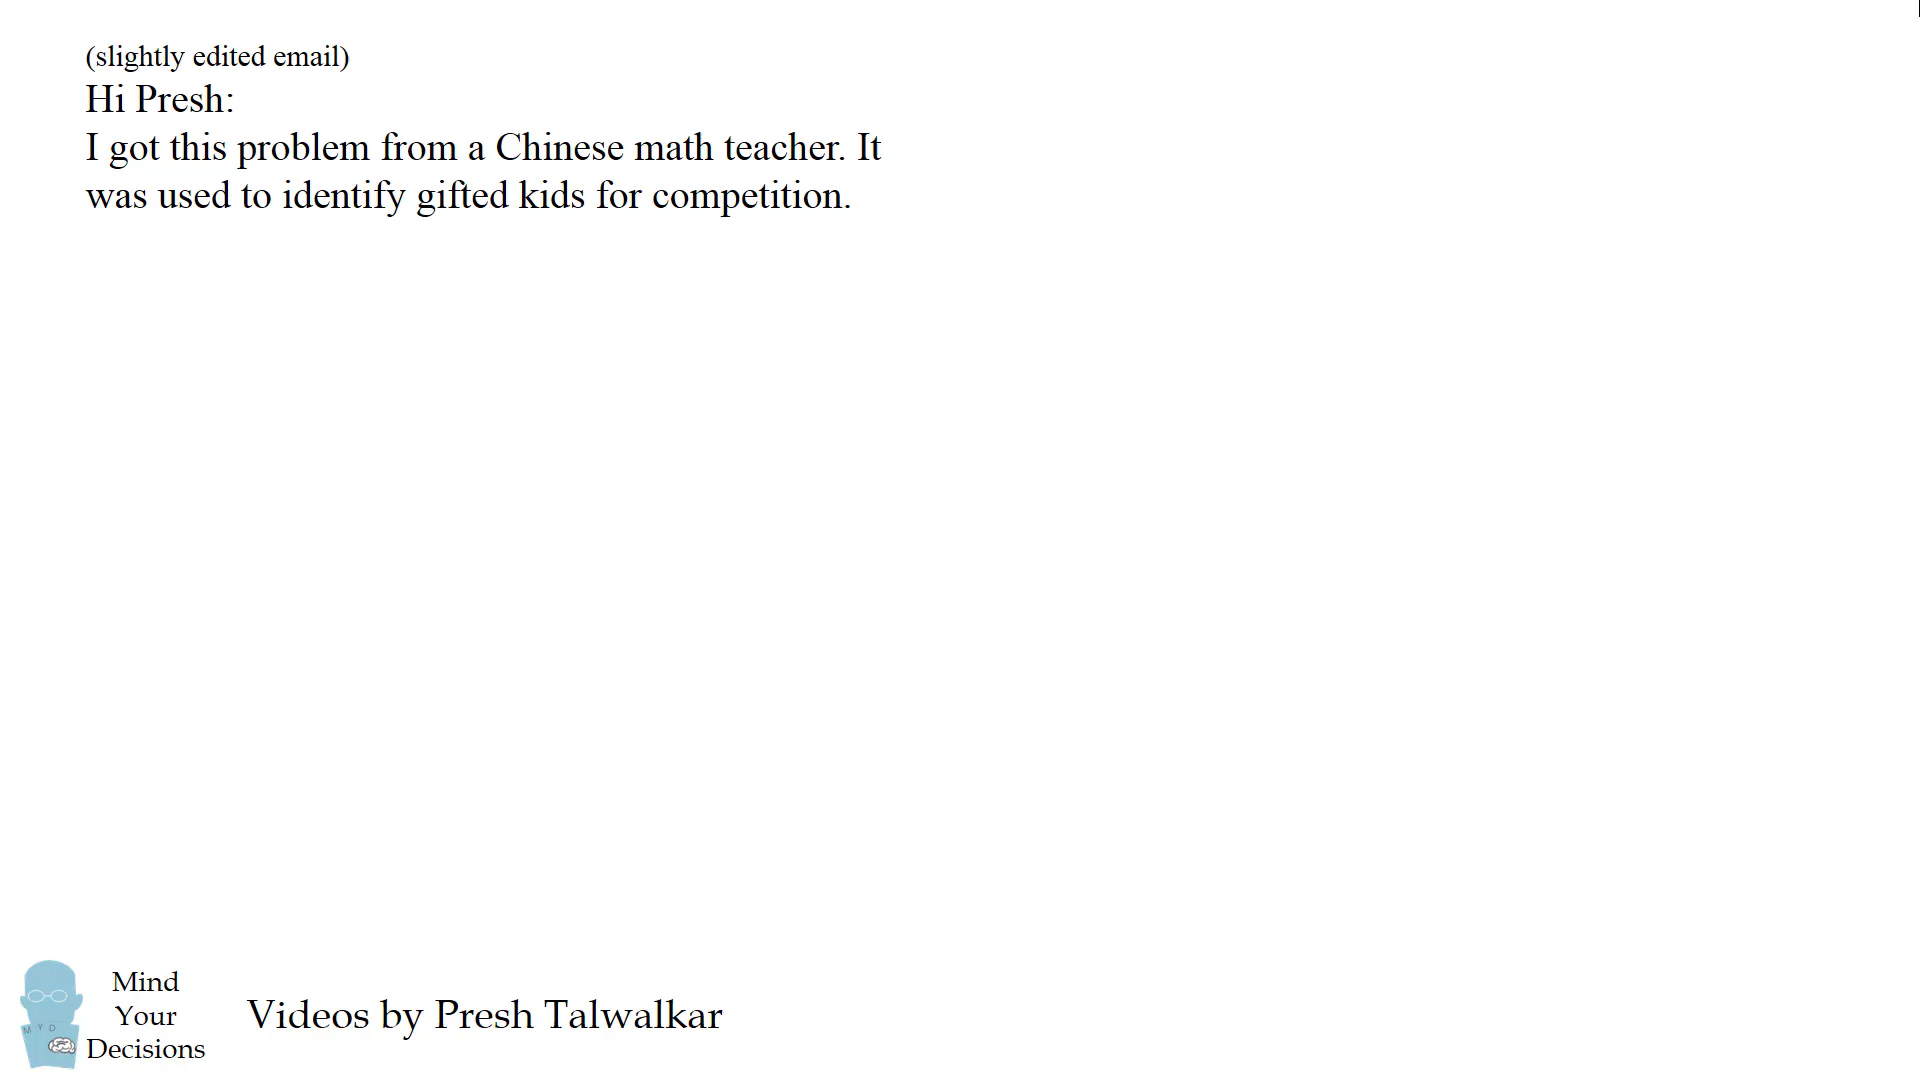 (slightly edited email)
Hi Presh:
I got this problem from a Chinese math teacher. It
was used to identify gifted kids for competition.
Mind
Your
Decisions
M Y D
Videos by Presh Talwalkar